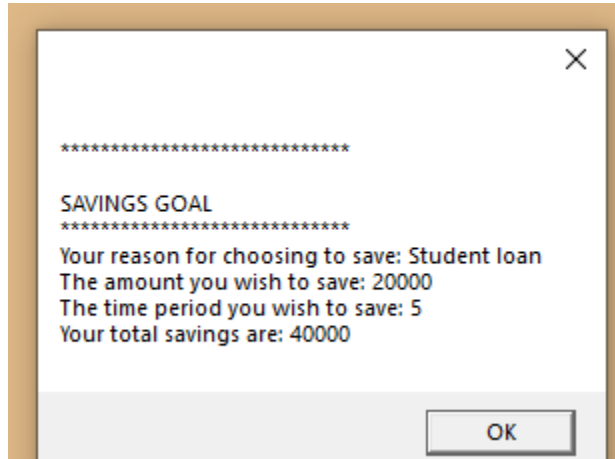 *****************************
SAVINGS GOAL
*****************************
Your reason for choosing to save: Student loan
The amount you wish to save: 20000
The time period you wish to save: 5
Your total savings are: 40000
OK